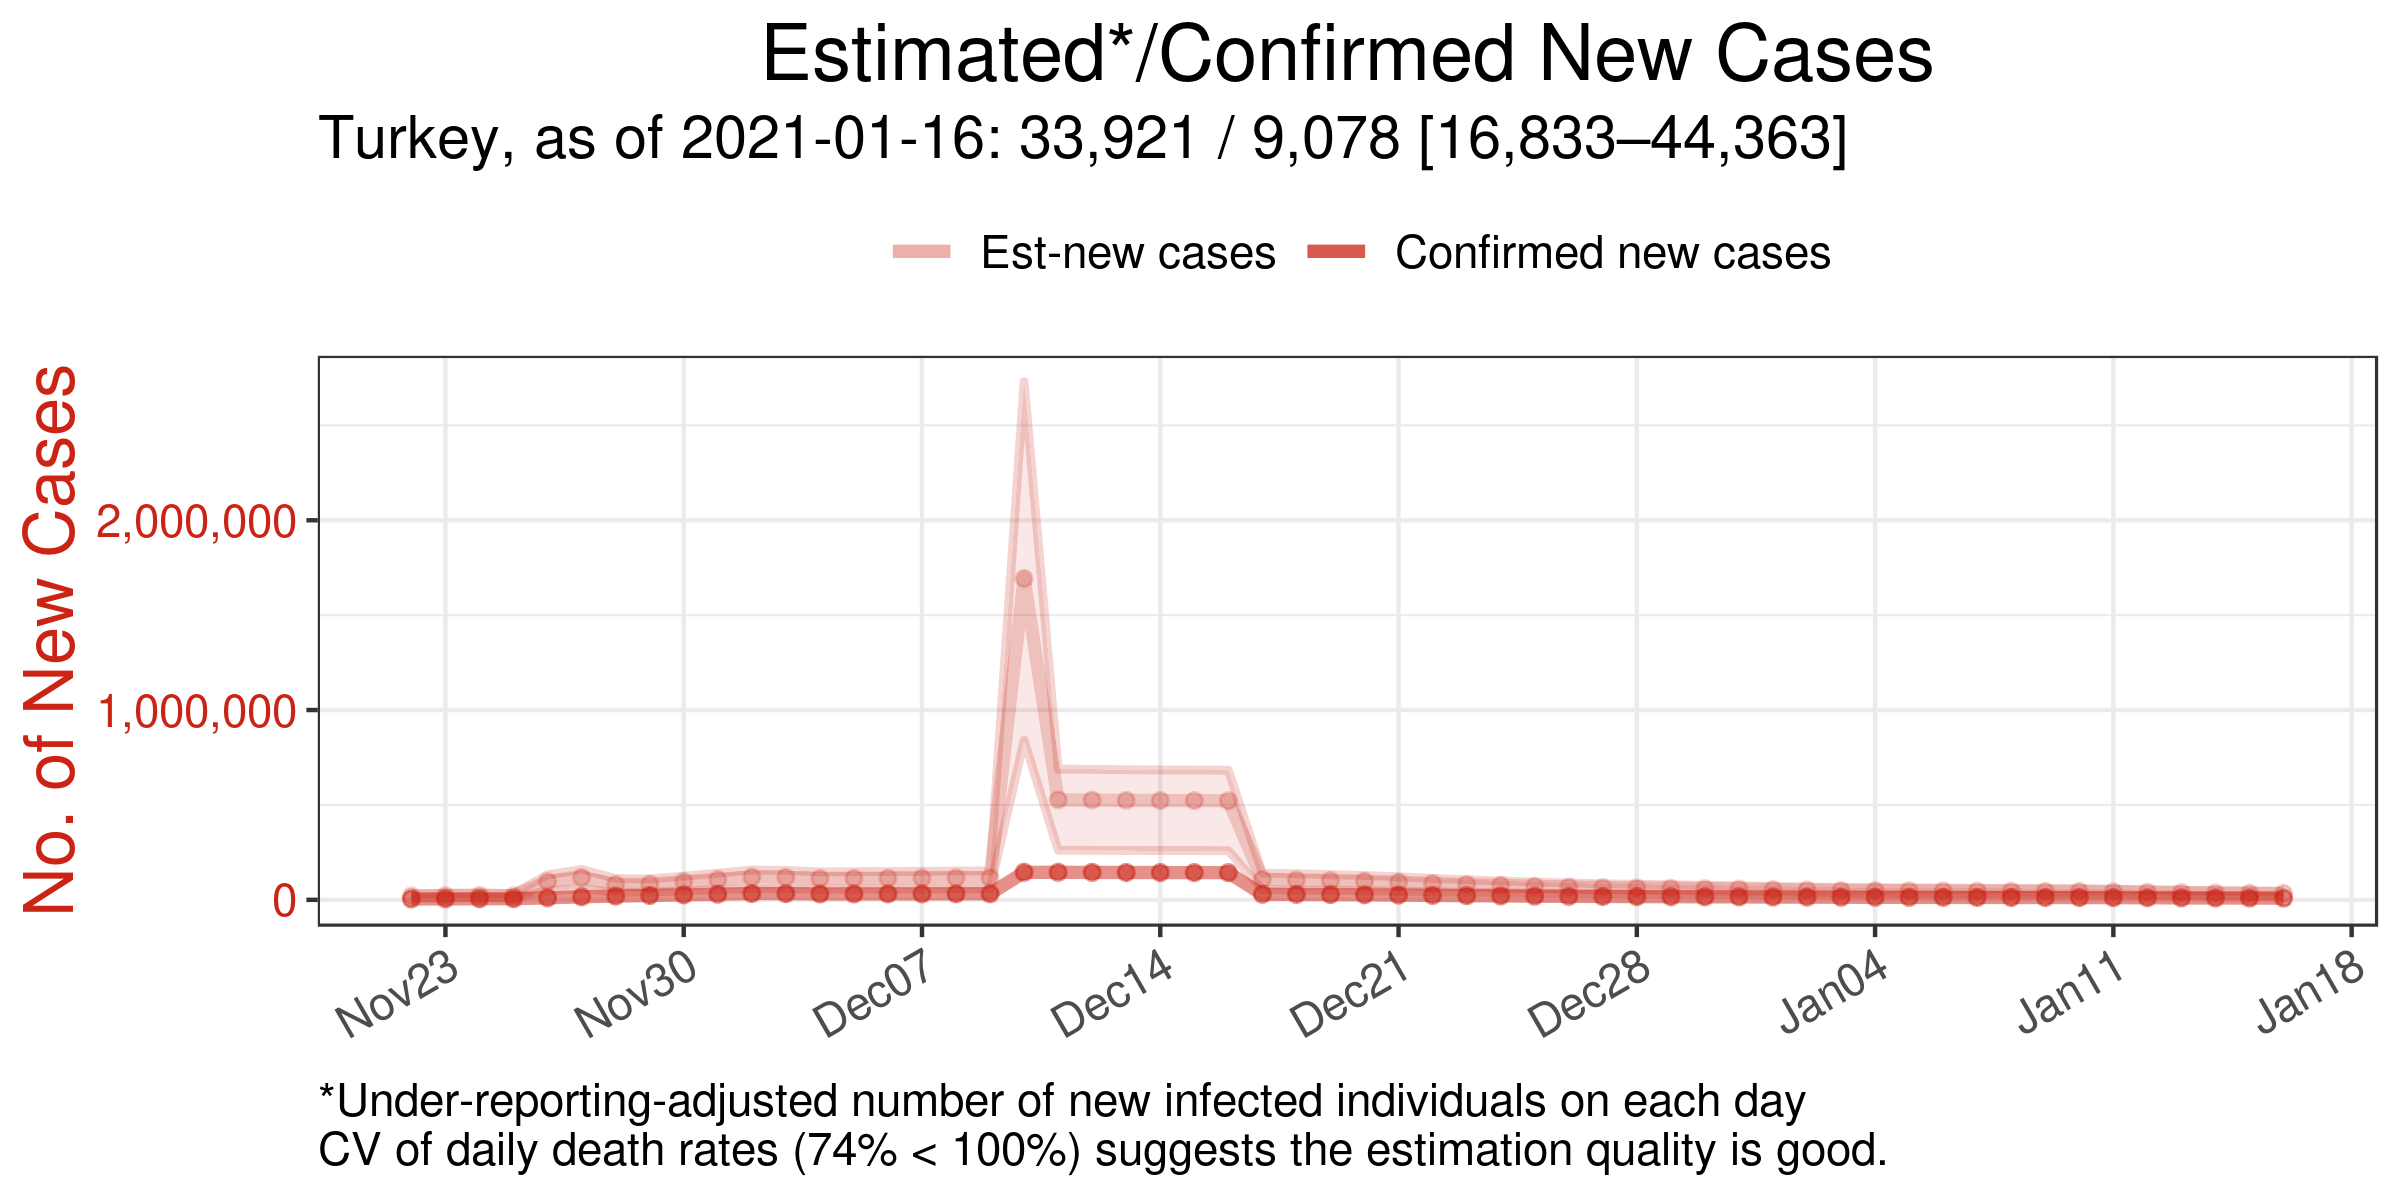 Estimated*/Confirmed New Cases
Turkey, as of 2021-01-16: 33,921 / 9,078 [16,833–44,363]
Est-new cases
Confirmed new cases
No. of New Cases
2,000,000
1,000,000
0
Nov23
Nov30
Dec07
Dec14
Dec21
Dec28
Jan04
Jan11
Jan18
*Under-reporting-adjusted number of new infected individuals on each day
CV of daily death rates (74% < 100%) suggests the estimation quality is good.